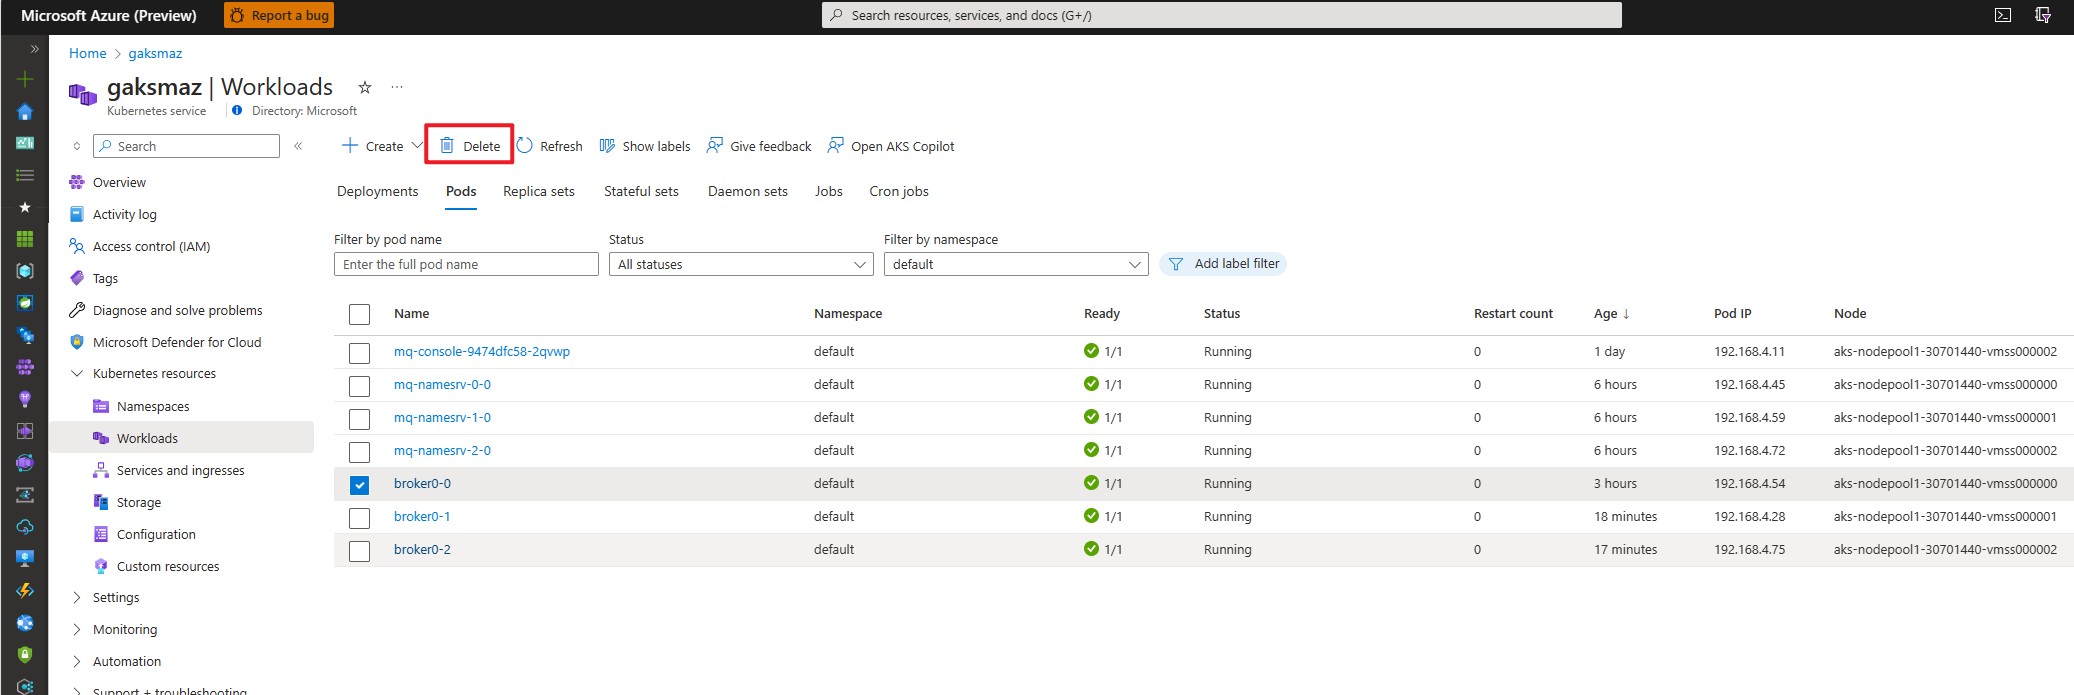 Microsoft Azure (Preview)
Report a bug
Search resources, services, and docs (G+/)
Home > gaksmaz
gaksmaz | Workloads
Kubernetes service
Directory: Microsoft
Search
Create
Delete
Refresh
Show labels
Give feedback
Open AKS Copilot
Overview
Activity log
Access control (IAM)
Tags
Diagnose and solve problems
Microsoft Defender for Cloud
Kubernetes resources
Namespaces
Workloads
Services and ingresses
Storage
Configuration
Custom resources
Settings
Monitoring
Automation
Support + troubleshooting
Deployments Pods Replica sets Stateful sets Daemon sets Jobs Cron jobs
Filter by pod name Status Filter by namespace
Enter the full pod name All statuses default Add label filter
Name Namespace Ready Status Restart count Age ↓ Pod IP Node
mq-console-9474dfc58-2qvwp default 1/1 Running 0 1 day 192.168.4.11 aks-nodepool1-30701440-vmss000002
mq-namesrv-0-0 default 1/1 Running 0 6 hours 192.168.4.45 aks-nodepool1-30701440-vmss000000
mq-namesrv-1-0 default 1/1 Running 0 6 hours 192.168.4.59 aks-nodepool1-30701440-vmss000001
mq-namesrv-2-0 default 1/1 Running 0 6 hours 192.168.4.72 aks-nodepool1-30701440-vmss000002
broker0-0 default 1/1 Running 0 3 hours 192.168.4.54 aks-nodepool1-30701440-vmss000000
broker0-1 default 1/1 Running 0 18 minutes 192.168.4.28 aks-nodepool1-30701440-vmss000001
broker0-2 default 1/1 Running 0 17 minutes 192.168.4.75 aks-nodepool1-30701440-vmss000002